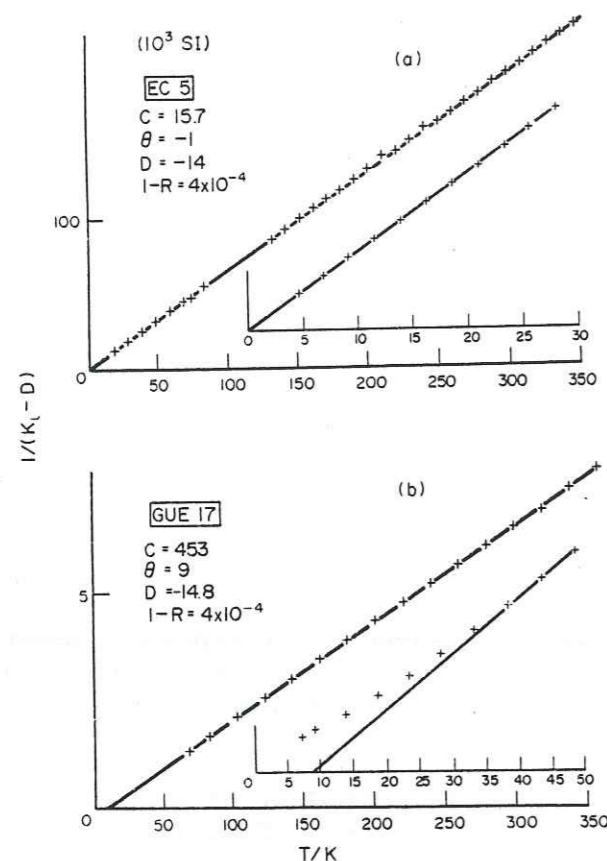 (10³ SI)
(a)
EC 5
C = 15.7
θ = -1
D = -14
1-R = 4x10⁻⁴
100
0 5 10 15 20 25 30
0 50 100 150 200 250 300 350
1/(Kᵢ - D)
(b)
GUE 17
C = 453
θ = 9
D = -14.8
1-R = 4x10⁻⁴
5
0 5 10 15 20 25 30 35 40 45 50
0 50 100 150 200 250 300 350
T/K